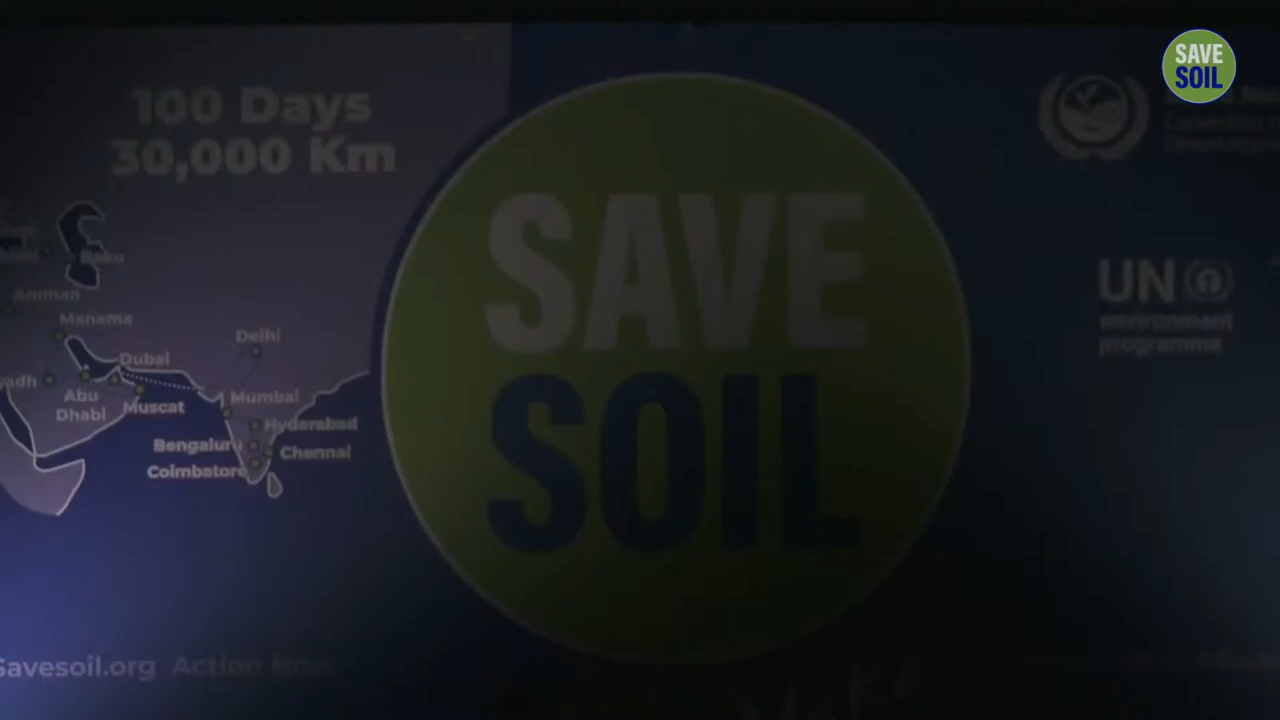 100 Days
30,000 Km
Baku
Amman
Manama
Delhi
Dubai
Abu
Dhabi
Muscat
Mumbai
Hyderabad
Bengaluru
Chennai
Coimbatore
Savesoil.org Action Now
SAVE
SOIL
UN
environment
programme
SAVE
SOIL